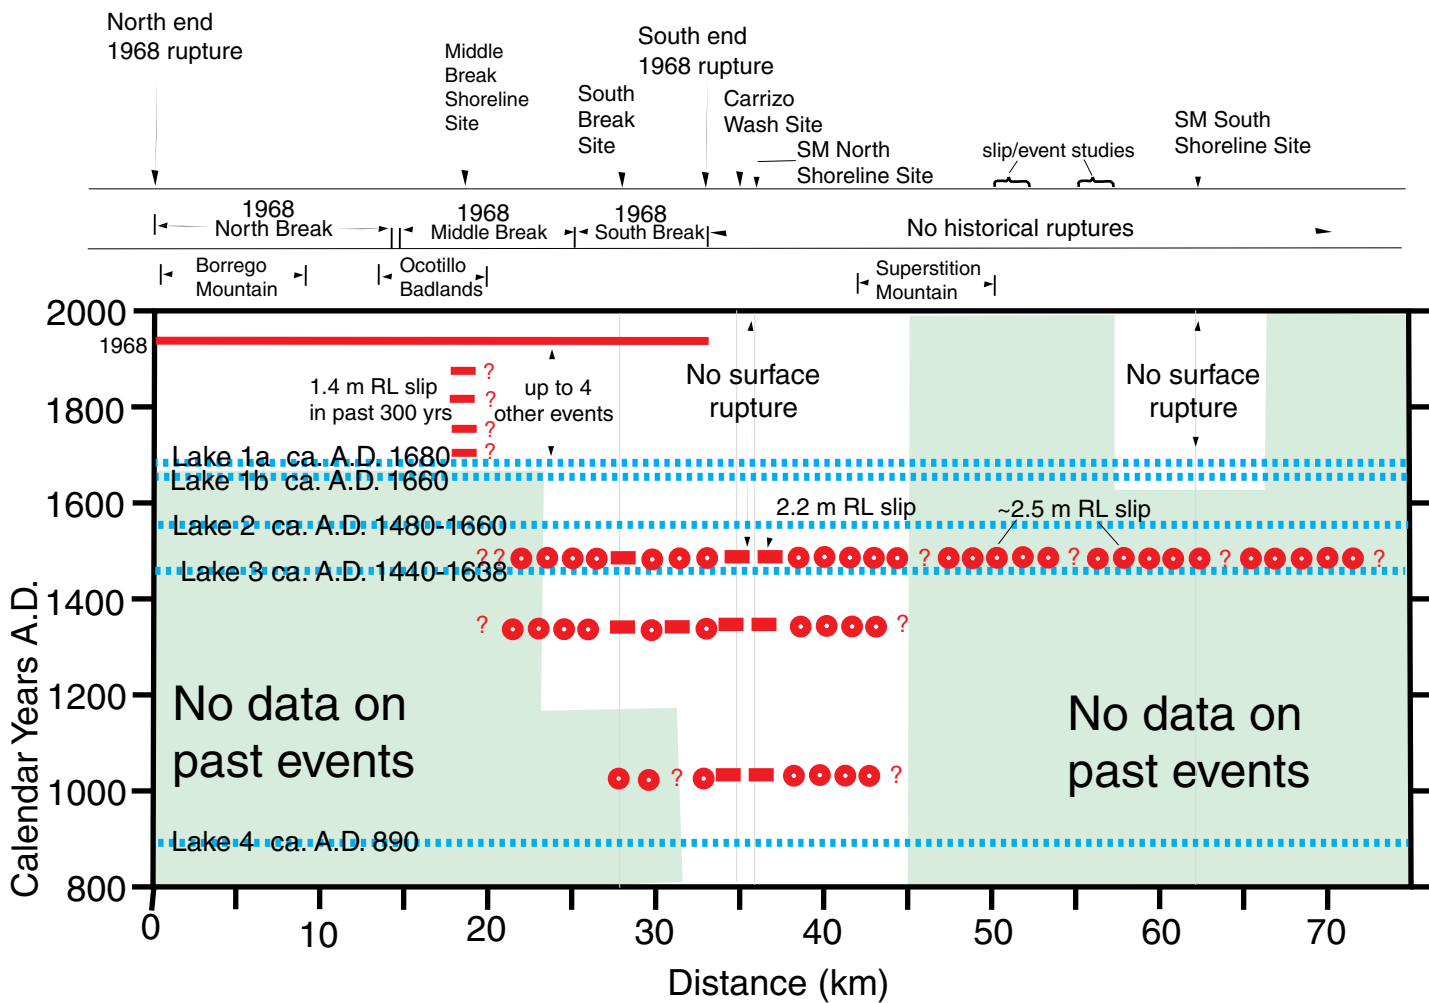 North end
1968 rupture
Middle
Break
Shoreline
Site
South
Break
Site
South end
1968 rupture
Carrizo
Wash Site
SM North
Shoreline Site
slip/event studies
SM South
Shoreline Site
1968
North Break
1968
Middle Break
1968
South Break
No historical ruptures
Borrego
Mountain
Ocotillo
Badlands
Superstition
Mountain
2000
1968
1.4 m RL slip
in past 300 yrs
?
?
?
?
up to 4
other events
No surface
rupture
No surface
rupture
1800
Lake 1a ca. A.D. 1680
Lake 1b ca. A.D. 1660
1600
2.2 m RL slip
~2.5 m RL slip
Lake 2 ca. A.D. 1480-1660
? ? ? ? ? ?
Lake 3 ca. A.D. 1440-1638
1400
? ?
1200
No data on
past events
No data on
past events
? ?
1000
Lake 4 ca. A.D. 890
800
Calendar Years A.D.
0 10 20 30 40 50 60 70
Distance (km)